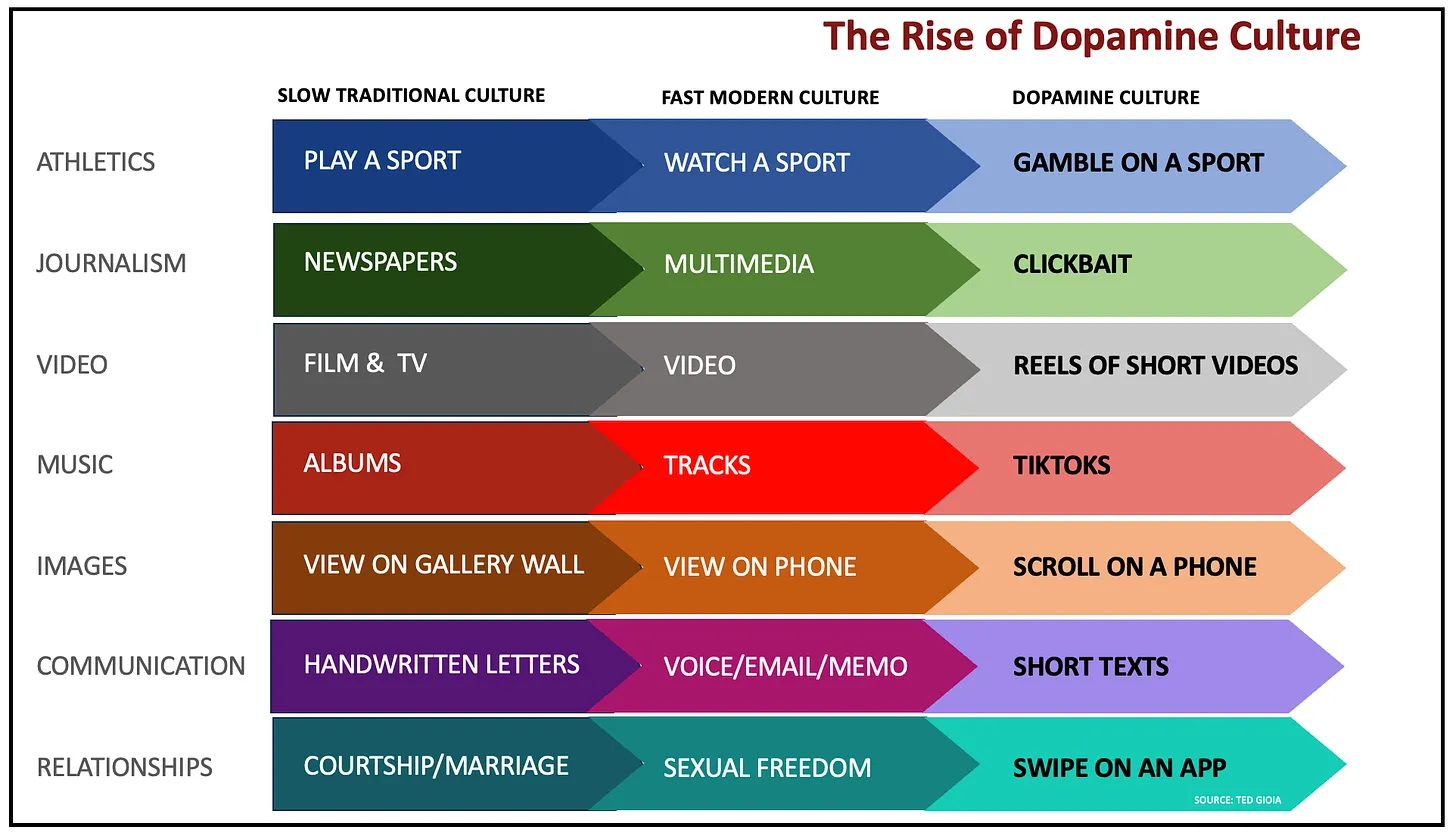 The Rise of Dopamine Culture
SLOW TRADITIONAL CULTURE FAST MODERN CULTURE DOPAMINE CULTURE
ATHLETICS PLAY A SPORT WATCH A SPORT GAMBLE ON A SPORT
JOURNALISM NEWSPAPERS MULTIMEDIA CLICKBAIT
VIDEO FILM & TV VIDEO REELS OF SHORT VIDEOS
MUSIC ALBUMS TRACKS TIKTOKS
IMAGES VIEW ON GALLERY WALL VIEW ON PHONE SCROLL ON A PHONE
COMMUNICATION HANDWRITTEN LETTERS VOICE/EMAIL/MEMO SHORT TEXTS
RELATIONSHIPS COURTSHIP/MARRIAGE SEXUAL FREEDOM SWIPE ON AN APP
SOURCE: TED GIOIA